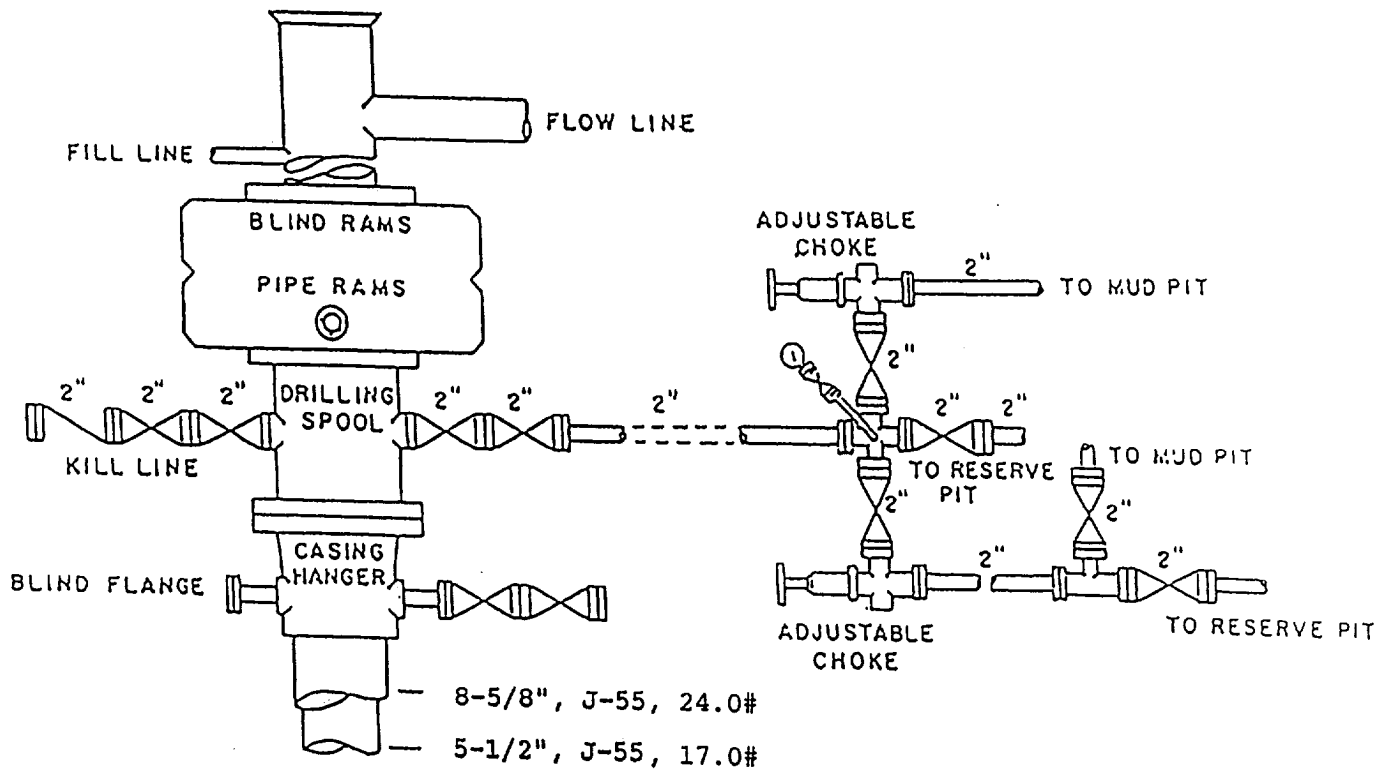 FLOW LINE
FILL LINE
BLIND RAMS
PIPE RAMS
ADJUSTABLE
CHOKE
2"
TO MUD PIT
2"
2"
2"
2"
DRILLING
SPOOL
2"
2"
2"
2"
2"
KILL LINE
TO RESERVE
PIT
TO MUD PIT
2"
2"
CASING
HANGER
BLIND FLANGE
2"
2"
TO RESERVE PIT
ADJUSTABLE
CHOKE
8-5/8", J-55, 24.0#
5-1/2", J-55, 17.0#